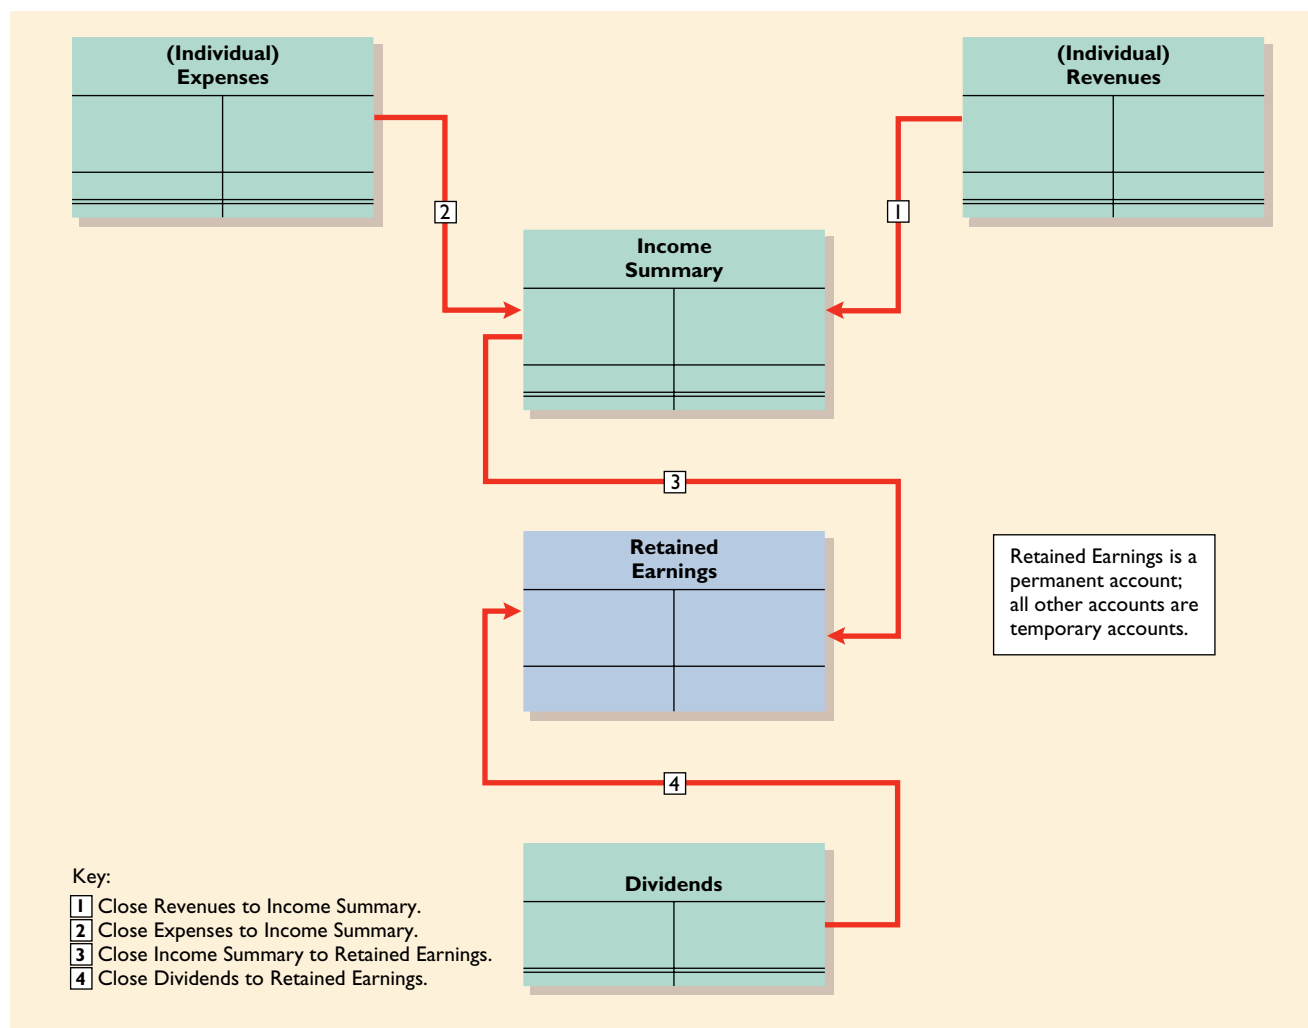 (Individual)
Expenses
(Individual)
Revenues
2
1
Income
Summary
3
Retained
Earnings
Retained Earnings is a
permanent account;
all other accounts are
temporary accounts.
4
Dividends
Key:
1 Close Revenues to Income Summary.
2 Close Expenses to Income Summary.
3 Close Income Summary to Retained Earnings.
4 Close Dividends to Retained Earnings.